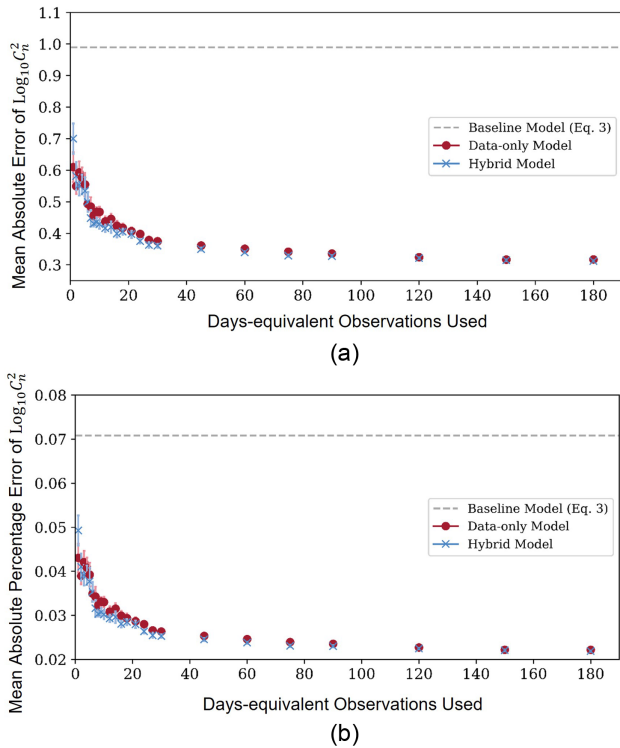 1.1
1.0
0.9
0.8
0.7
0.6
0.5
0.4
0.3
Mean Absolute Error of Log₁₀Cₙ²
Baseline Model (Eq. 3)
Data-only Model
Hybrid Model
0 20 40 60 80 100 120 140 160 180
Days-equivalent Observations Used
(a)
0.08
0.07
0.06
0.05
0.04
0.03
0.02
Mean Absolute Percentage Error of Log₁₀Cₙ²
Baseline Model (Eq. 3)
Data-only Model
Hybrid Model
0 20 40 60 80 100 120 140 160 180
Days-equivalent Observations Used
(b)